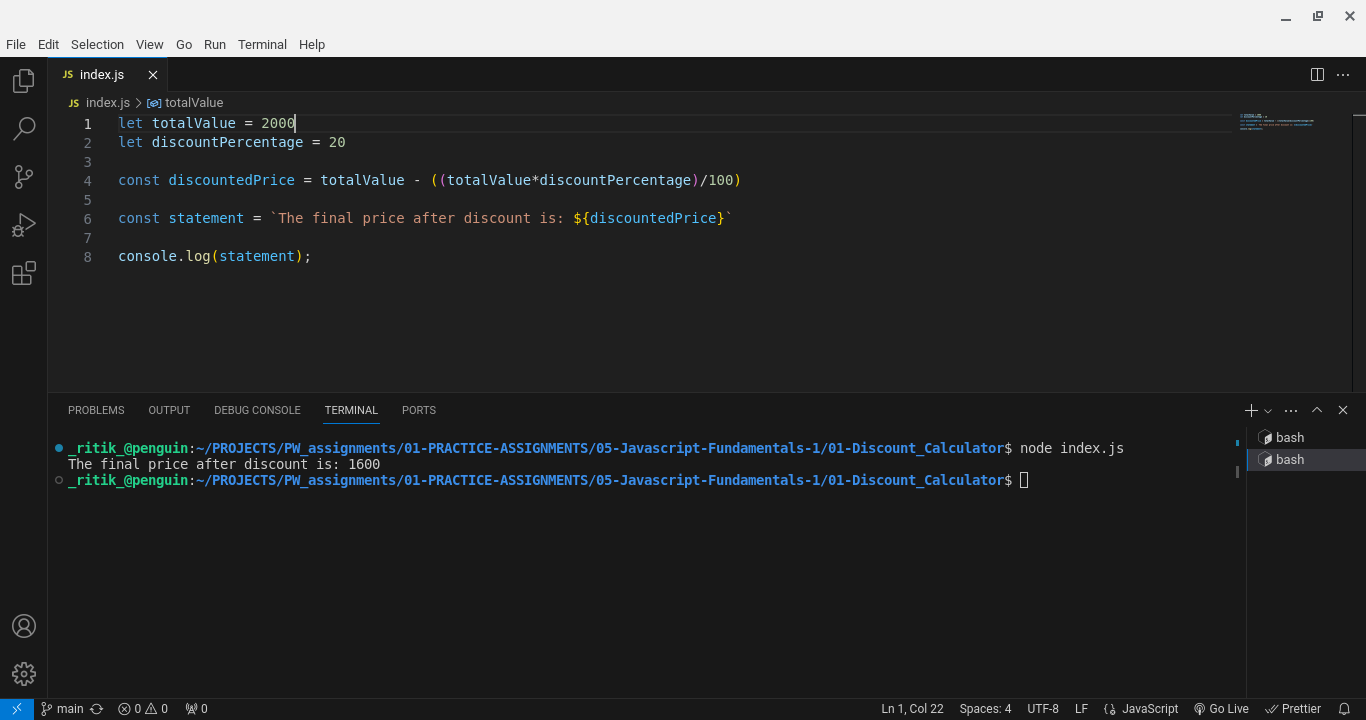 File Edit Selection View Go Run Terminal Help
JS index.js
JS index.js > totalValue
1 let totalValue = 2000
2 let discountPercentage = 20
3
4 const discountedPrice = totalValue - ((totalValue*discountPercentage)/100)
5
6 const statement = `The final price after discount is: ${discountedPrice}`
7
8 console.log(statement);
PROBLEMS OUTPUT DEBUG CONSOLE TERMINAL PORTS
bash
bash
_ritik_@penguin:~/PROJECTS/PW_assignments/01-PRACTICE-ASSIGNMENTS/05-Javascript-Fundamentals-1/01-Discount_Calculator$ node index.js
The final price after discount is: 1600
_ritik_@penguin:~/PROJECTS/PW_assignments/01-PRACTICE-ASSIGNMENTS/05-Javascript-Fundamentals-1/01-Discount_Calculator$
main 0 0 0 Ln 1, Col 22 Spaces: 4 UTF-8 LF JavaScript Go Live Prettier